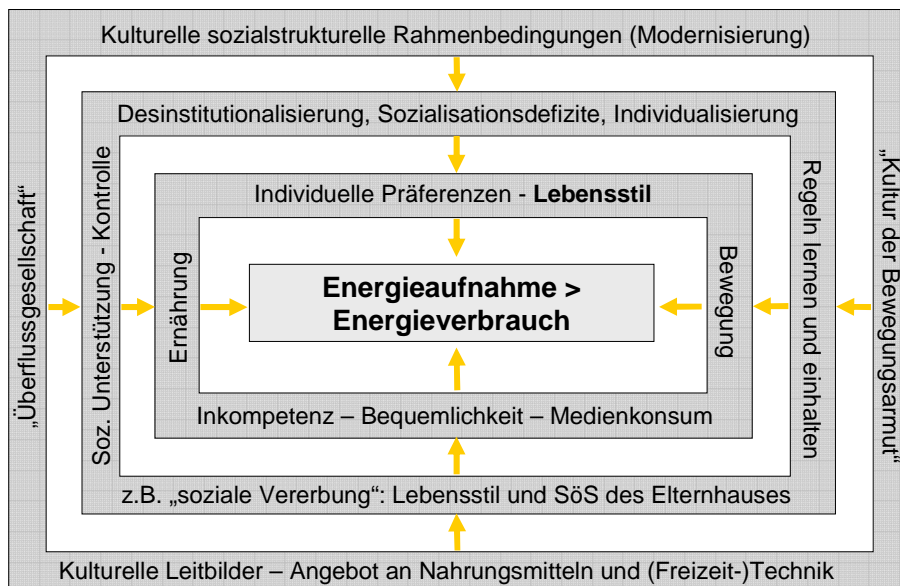 Kulturelle sozialstrukturelle Rahmenbedingungen (Modernisierung)
Desinstitutionalisierung, Sozialisationsdefizite, Individualisierung
Individuelle Präferenzen - Lebensstil
„Überflussgesellschaft“
Soz. Unterstützung - Kontrolle
Ernährung
Energieaufnahme >
Energieverbrauch
Bewegung
Regeln lernen und einhalten
„Kultur der Bewegungsarmut“
Inkompetenz – Bequemlichkeit – Medienkonsum
z.B. „soziale Vererbung“: Lebensstil und SöS des Elternhauses
Kulturelle Leitbilder – Angebot an Nahrungsmitteln und (Freizeit-)Technik